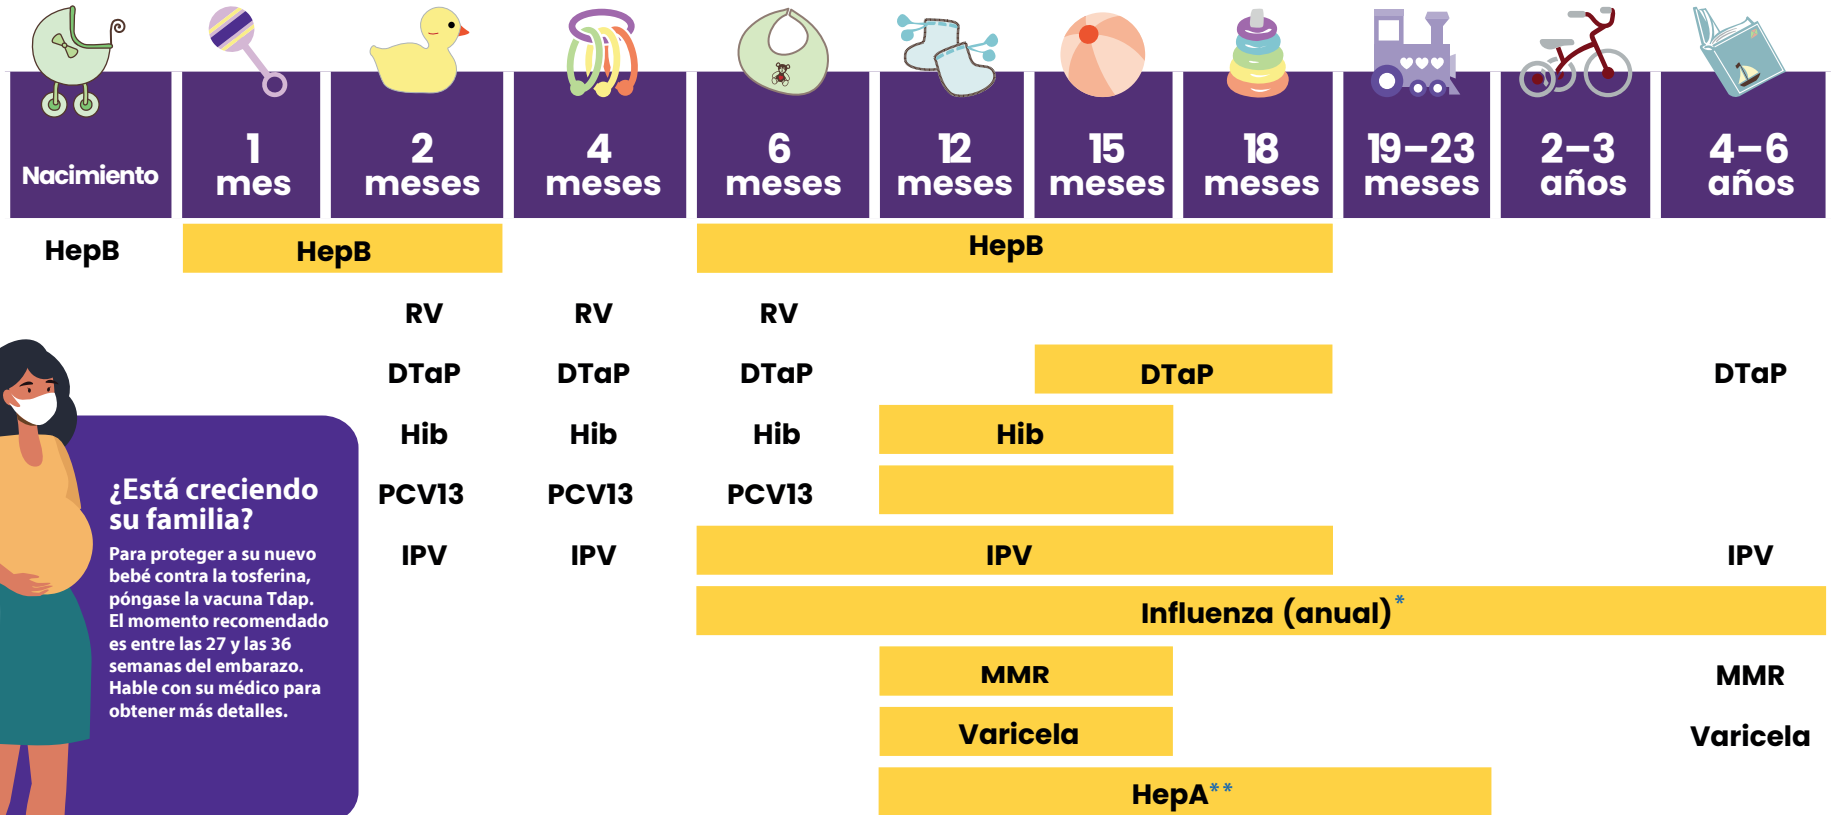 Nacimiento
1
mes
2
meses
4
meses
6
meses
12
meses
15
meses
18
meses
19–23
meses
2–3
años
4–6
años
HepB HepB HepB
RV RV RV
DTaP DTaP DTaP DTaP DTaP
Hib Hib Hib Hib
PCV13 PCV13 PCV13
IPV IPV IPV IPV
Influenza (anual)*
MMR MMR
Varicela Varicela
HepA**
¿Está creciendo
su familia?
Para proteger a su nuevo
bebé contra la tosferina,
póngase la vacuna Tdap.
El momento recomendado
es entre las 27 y las 36
semanas del embarazo.
Hable con su médico para
obtener más detalles.